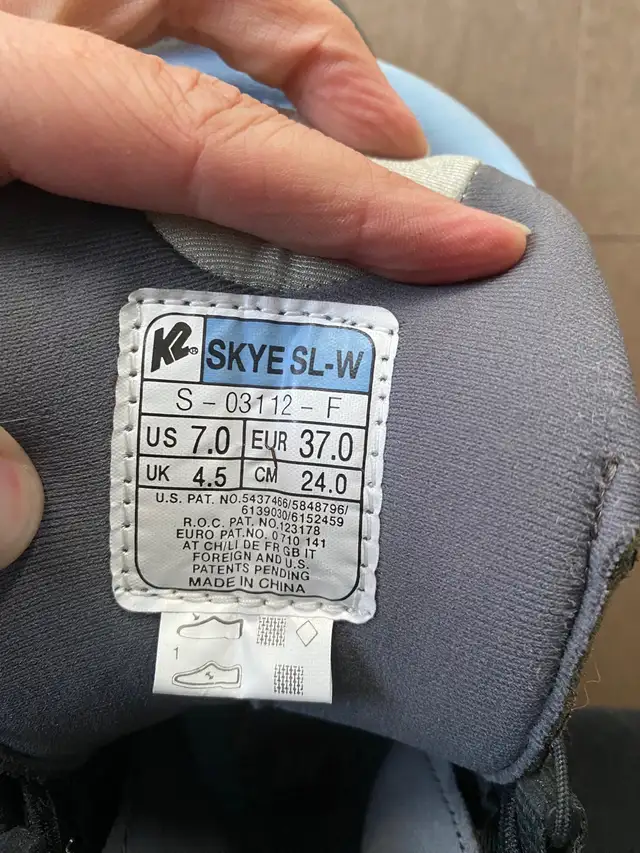 K2® SKYE SL-W
S - 03112 - F
US 7.0 EUR 37.0
UK 4.5 CM 24.0
U.S. PAT. NO.5437466/5848796/
6139030/6152459
R.O.C. PAT. NO.123178
EURO PAT.NO. 0 710 141
AT CH/LI DE FR GB IT
FOREIGN AND U.S.
PATENTS PENDING
MADE IN CHINA
1